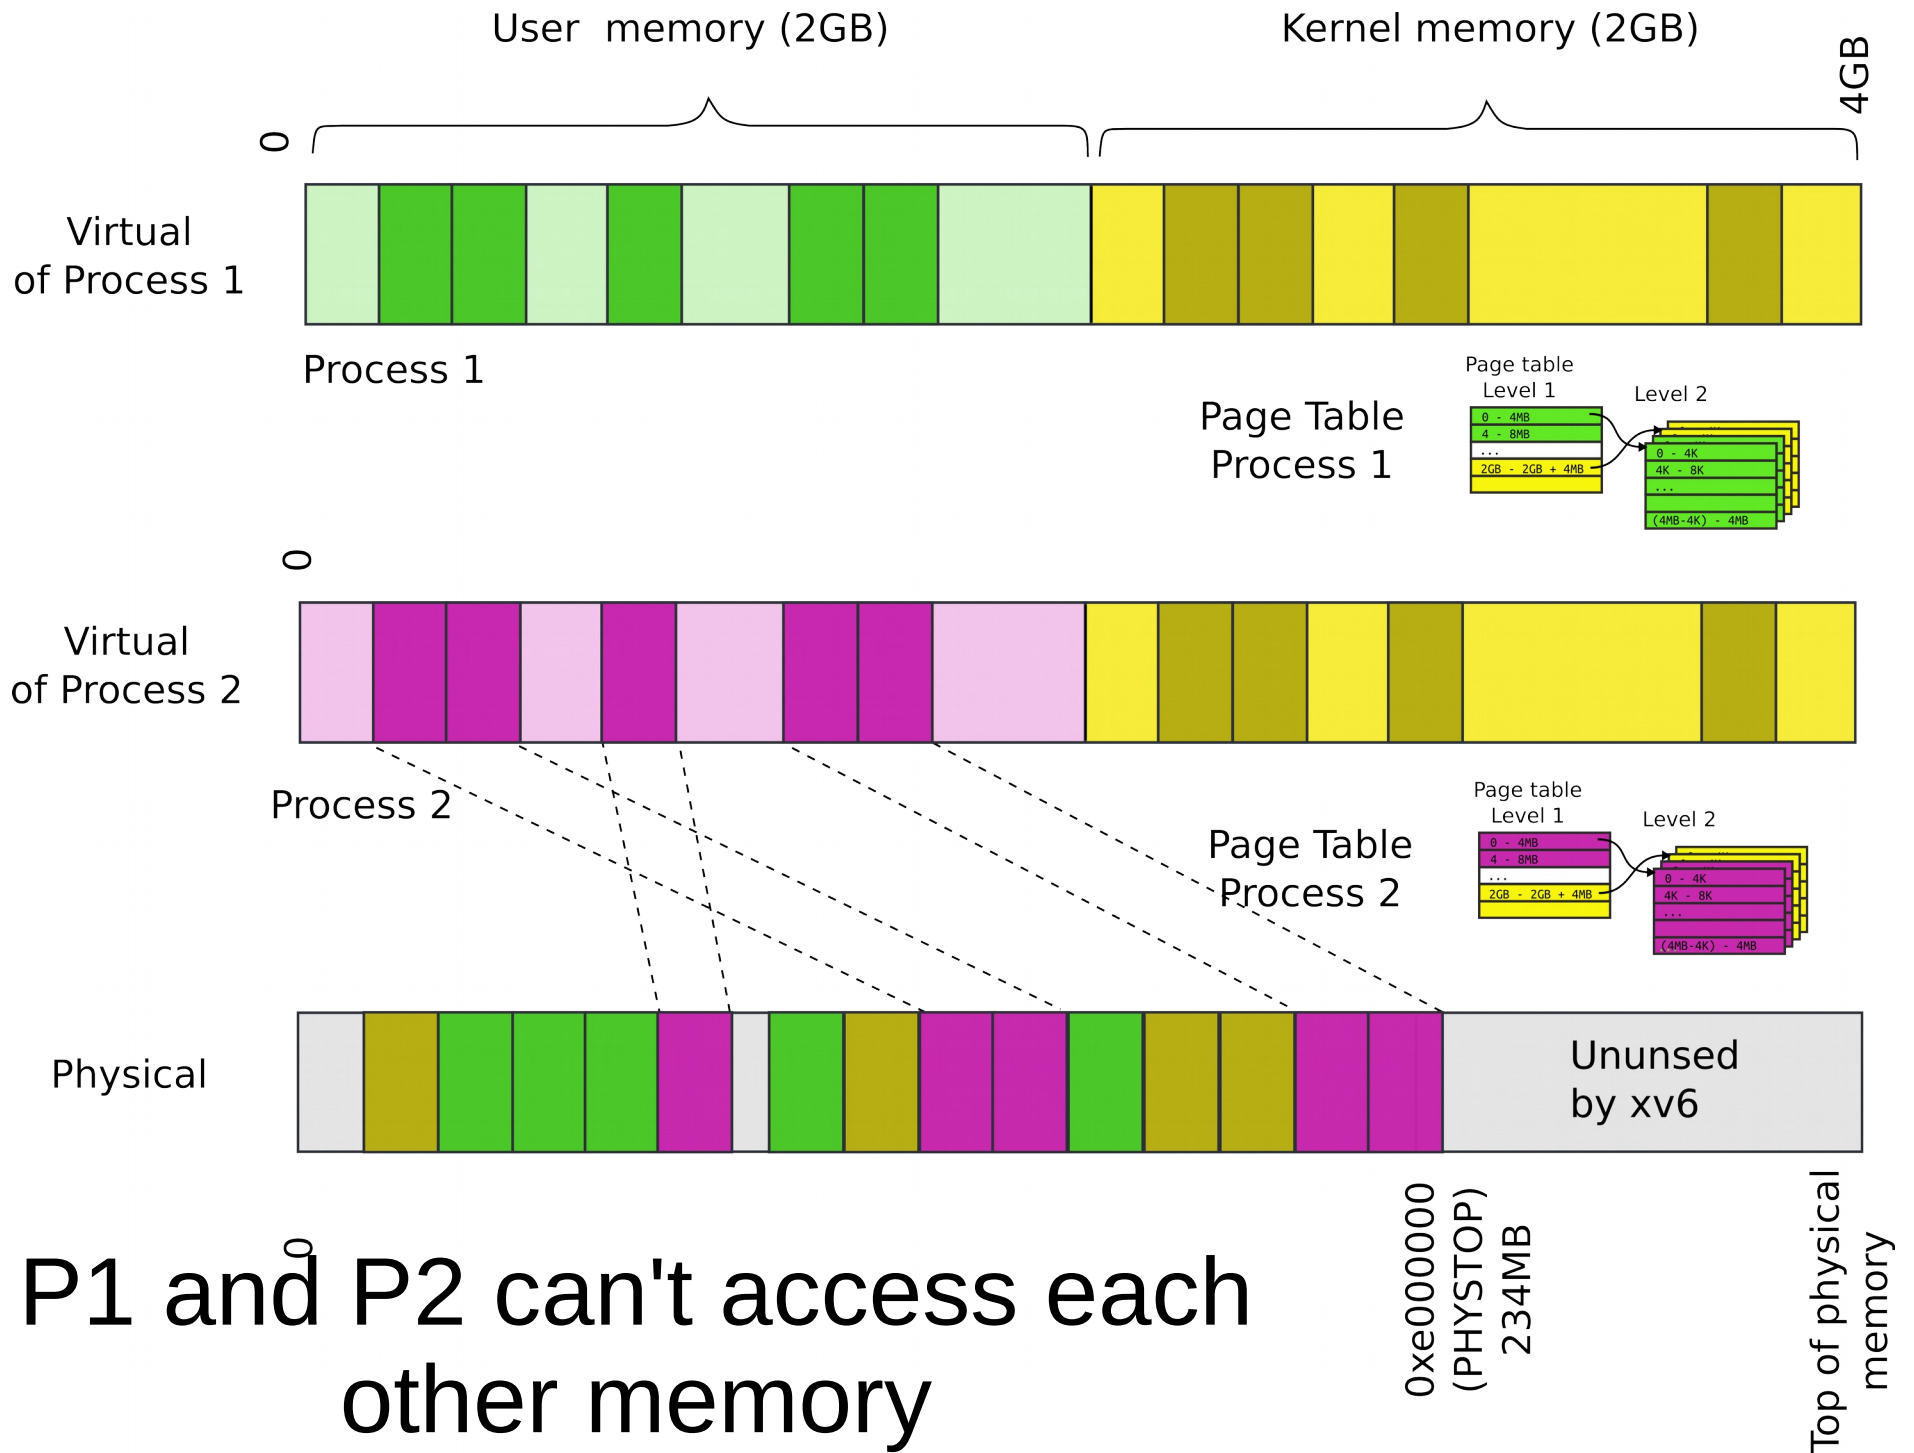 User  memory (2GB)
Kernel memory (2GB)
4GB
0
Virtual
of Process 1
Process 1
Page Table
Process 1
Page table
Level 1
Level 2
0 - 4MB
4 - 8MB
...
2GB - 2GB + 4MB
0 - 4K
4K - 8K
...
(4MB-4K) - 4MB
0
Virtual
of Process 2
Process 2
Page Table
Process 2
Page table
Level 1
Level 2
0 - 4MB
4 - 8MB
...
2GB - 2GB + 4MB
0 - 4K
4K - 8K
...
(4MB-4K) - 4MB
Physical
Ununsed
by xv6
0
0xe000000
(PHYSTOP)
234MB
Top of physical
memory
P1 and P2 can't access each
other memory